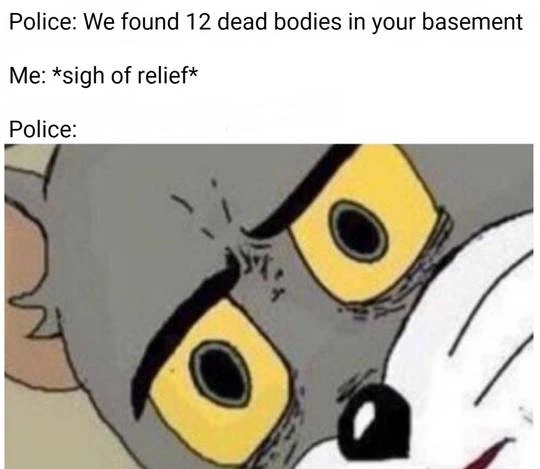 Police: We found 12 dead bodies in your basement
Me: *sigh of relief*
Police: